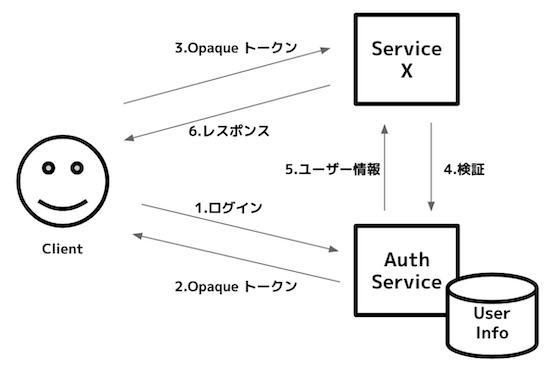 3.Opaque トークン
Service
X
6.レスポンス
5.ユーザー情報
4.検証
1.ログイン
Client
2.Opaque トークン
Auth
Service
User
Info